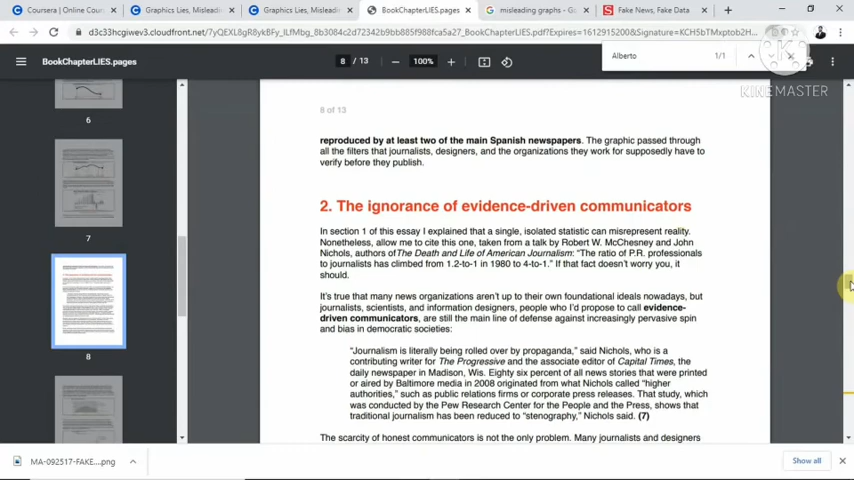 Coursera | Online Cours
Graphics Lies, Misleadin
Graphics Lies, Misleadin
BookChapterLIES.pages
misleading graphs - Go
Fake News, Fake Data
BookChapterLIES.pages
8 / 13
100%
Alberto
1/1
KINEMASTER
6
7
8
8 of 13
reproduced by at least two of the main Spanish newspapers. The graphic passed through
all the filters that journalists, designers, and the organizations they work for supposedly have to
verify before they publish.
2. The ignorance of evidence-driven communicators
In section 1 of this essay I explained that a single, isolated statistic can misrepresent reality.
Nonetheless, allow me to cite this one, taken from a talk by Robert W. McChesney and John
Nichols, authors of The Death and Life of American Journalism: “The ratio of P.R. professionals
to journalists has climbed from 1.2-to-1 in 1980 to 4-to-1.” If that fact doesn’t worry you, it
should.
It’s true that many news organizations aren’t up to their own foundational ideals nowadays, but
journalists, scientists, and information designers, people who I’d propose to call evidence-
driven communicators, are still the main line of defense against increasingly pervasive spin
and bias in democratic societies:
“Journalism is literally being rolled over by propaganda,” said Nichols, who is a
contributing writer for The Progressive and the associate editor of Capital Times, the
daily newspaper in Madison, Wis. Eighty six percent of all news stories that were printed
or aired by Baltimore media in 2008 originated from what Nichols called “higher
authorities,” such as public relations firms or corporate press releases. That study, which
was conducted by the Pew Research Center for the People and the Press, shows that
traditional journalism has been reduced to “stenography,” Nichols said. (7)
The scarcity of honest communicators is not the only problem. Many journalists and designers
MA-092517-FAKE....png
Show all